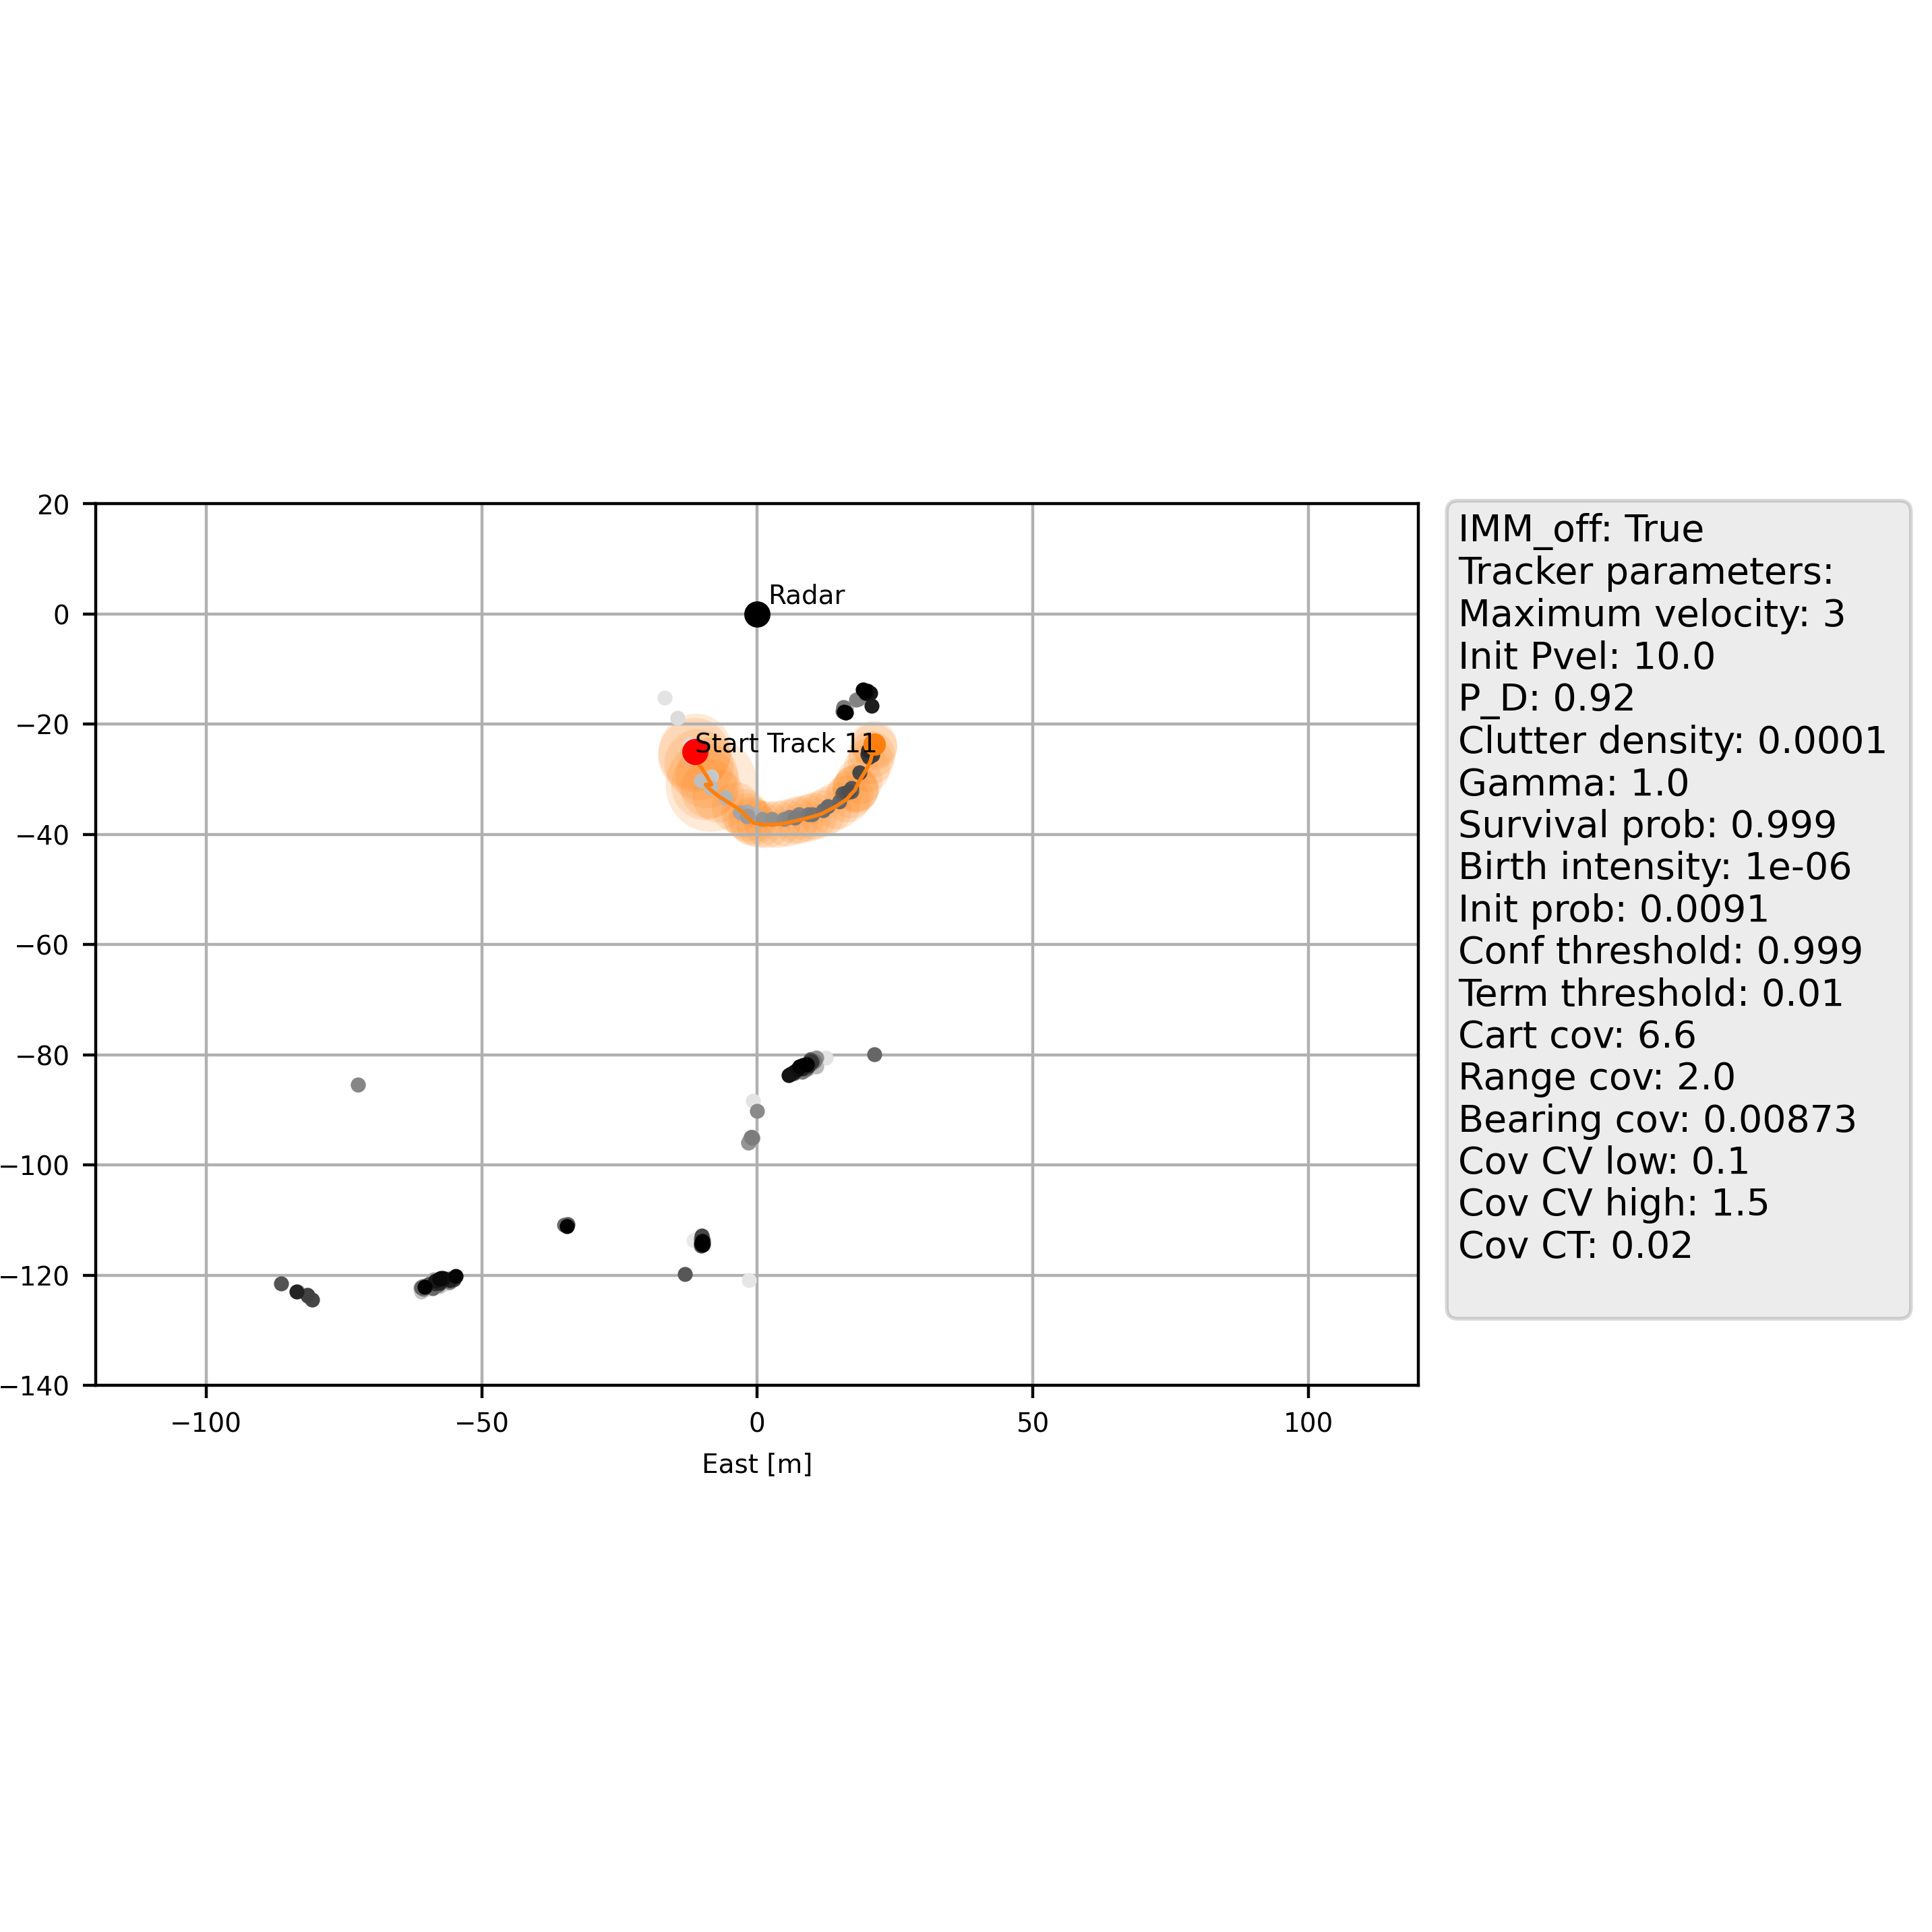 20
0
−20
−40
−60
−80
−100
−120
−140
−100
−50
0
50
100
East [m]
Radar
Start Track 11
IMM_off: True
Tracker parameters:
Maximum velocity: 3
Init Pvel: 10.0
P_D: 0.92
Clutter density: 0.0001
Gamma: 1.0
Survival prob: 0.999
Birth intensity: 1e-06
Init prob: 0.0091
Conf threshold: 0.999
Term threshold: 0.01
Cart cov: 6.6
Range cov: 2.0
Bearing cov: 0.00873
Cov CV low: 0.1
Cov CV high: 1.5
Cov CT: 0.02